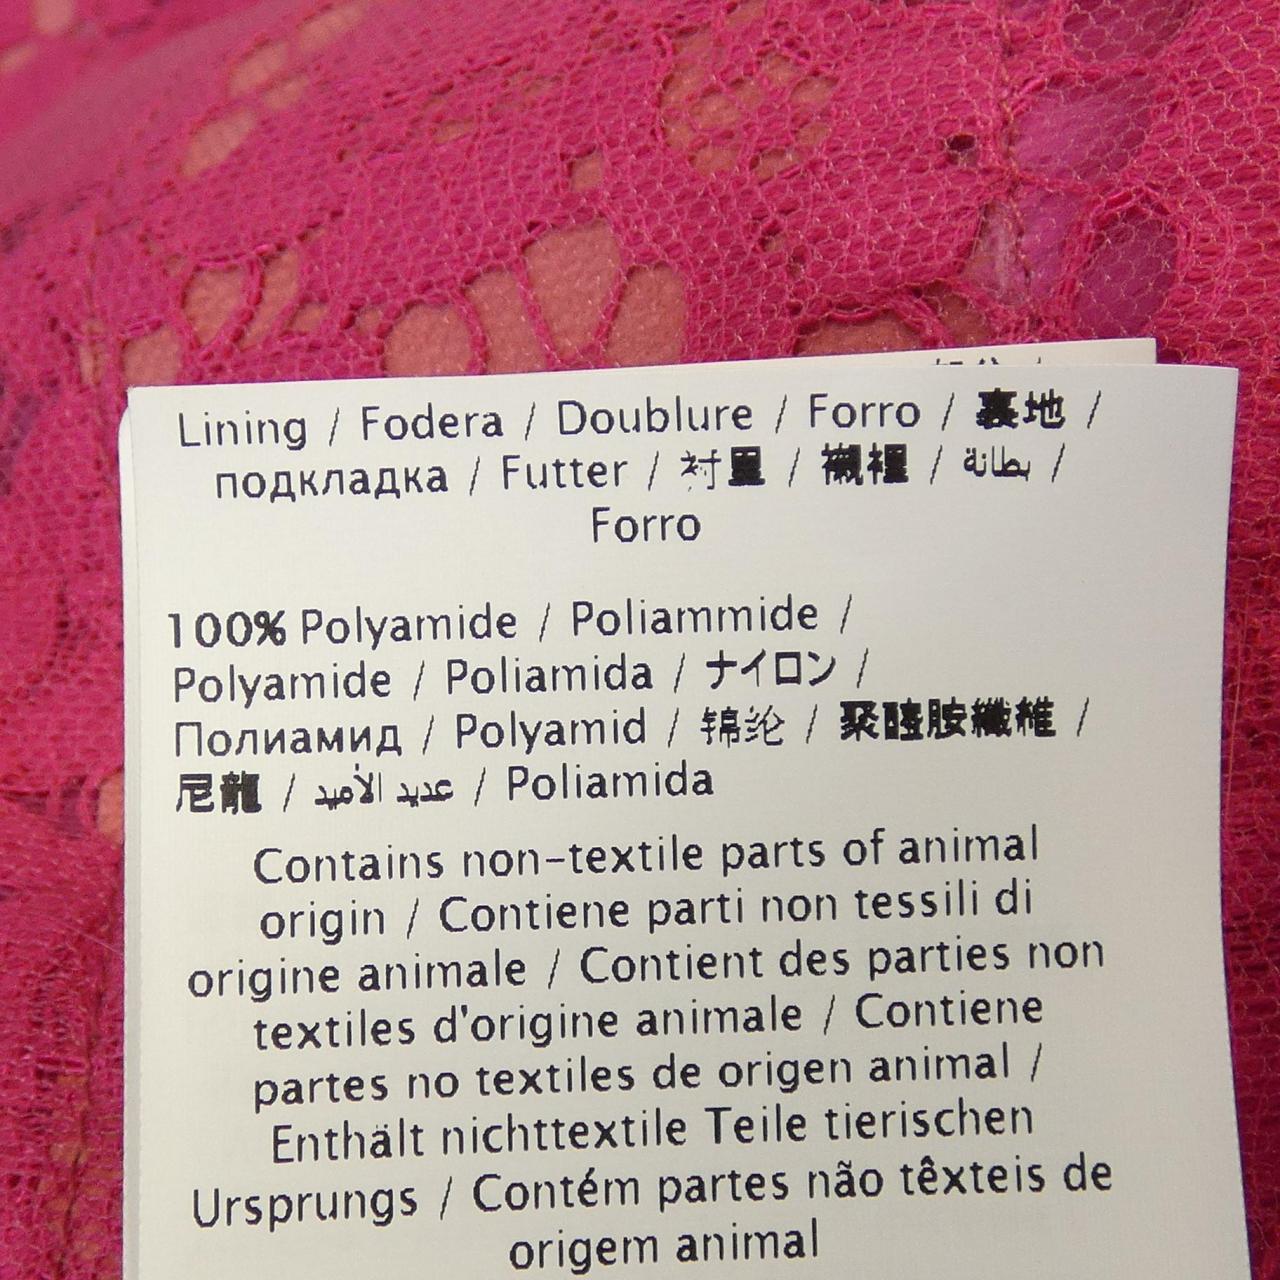 Lining / Fodera / Doublure / Forro / 裏地 /
подкладка / Futter / 衬里 / 襯裡 / بطانة /
Forro
100% Polyamide / Poliammide /
Polyamide / Poliamida / ナイロン /
Полиамид / Polyamid / 锦纶 / 聚醯胺纖維 /
尼龍 / عديد الأميد / Poliamida
Contains non-textile parts of animal
origin / Contiene parti non tessili di
origine animale / Contient des parties non
textiles d'origine animale / Contiene
partes no textiles de origen animal /
Enthält nichttextile Teile tierischen
Ursprungs / Contém partes não têxteis de
origem animal